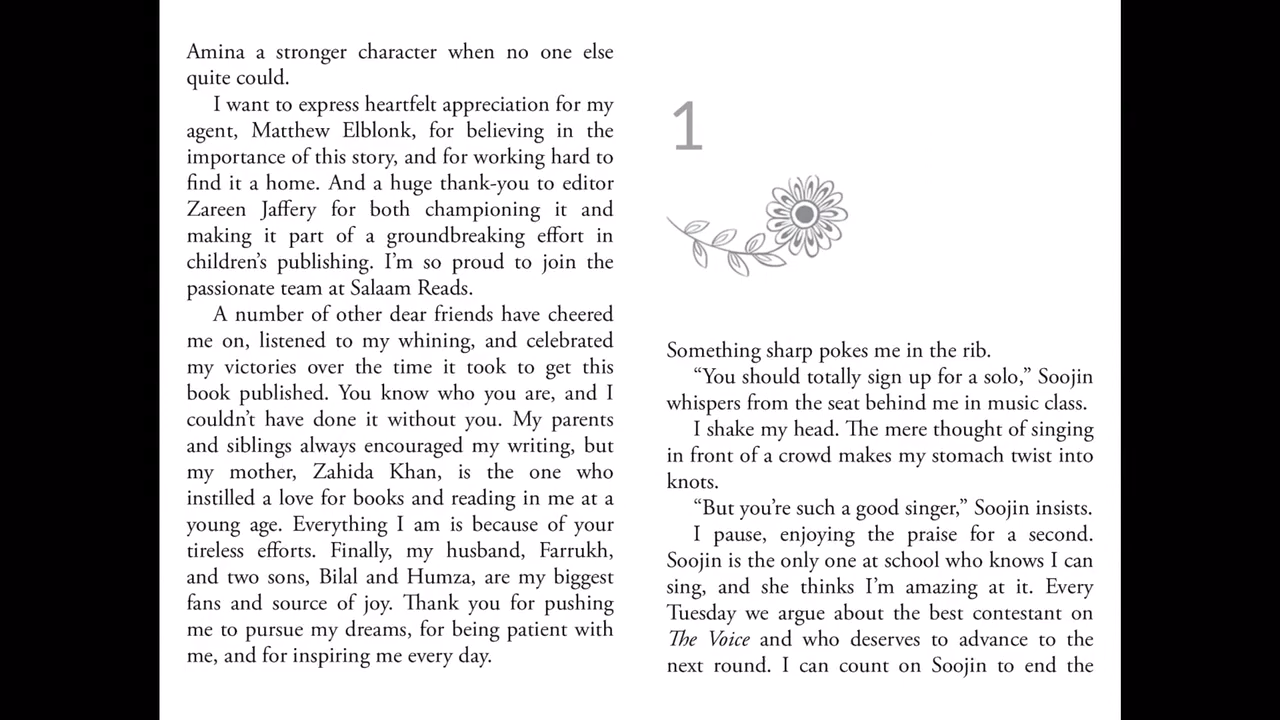 Amina a stronger character when no one else
quite could.
I want to express heartfelt appreciation for my
agent, Matthew Elblonk, for believing in the
importance of this story, and for working hard to
find it a home. And a huge thank-you to editor
Zareen Jaffery for both championing it and
making it part of a groundbreaking effort in
children’s publishing. I’m so proud to join the
passionate team at Salaam Reads.
A number of other dear friends have cheered
me on, listened to my whining, and celebrated
my victories over the time it took to get this
book published. You know who you are, and I
couldn’t have done it without you. My parents
and siblings always encouraged my writing, but
my mother, Zahida Khan, is the one who
instilled a love for books and reading in me at a
young age. Everything I am is because of your
tireless efforts. Finally, my husband, Farrukh,
and two sons, Bilal and Humza, are my biggest
fans and source of joy. Thank you for pushing
me to pursue my dreams, for being patient with
me, and for inspiring me every day.
1
Something sharp pokes me in the rib.
“You should totally sign up for a solo,” Soojin
whispers from the seat behind me in music class.
I shake my head. The mere thought of singing
in front of a crowd makes my stomach twist into
knots.
“But you’re such a good singer,” Soojin insists.
I pause, enjoying the praise for a second.
Soojin is the only one at school who knows I can
sing, and she thinks I’m amazing at it. Every
Tuesday we argue about the best contestant on
The Voice and who deserves to advance to the
next round. I can count on Soojin to end the